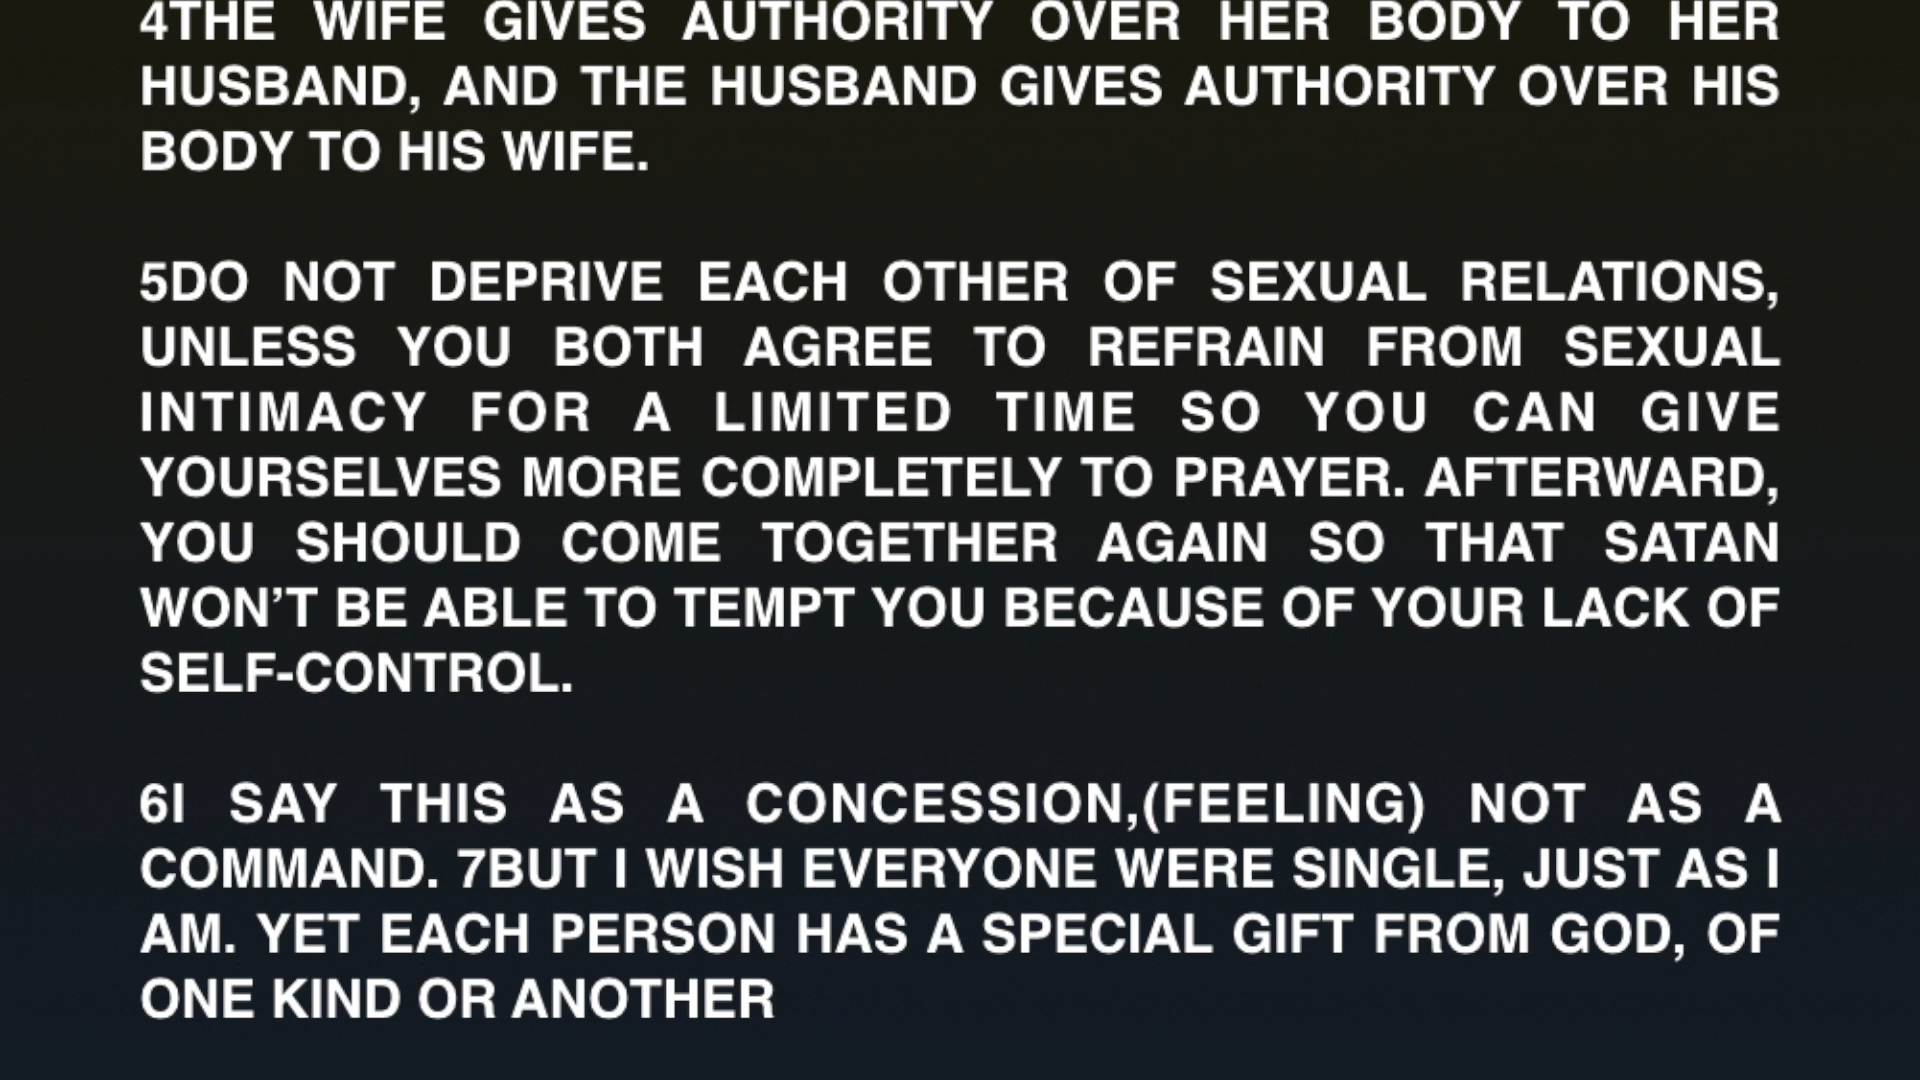 4THE WIFE GIVES AUTHORITY OVER HER BODY TO HER
HUSBAND, AND THE HUSBAND GIVES AUTHORITY OVER HIS
BODY TO HIS WIFE.
5DO NOT DEPRIVE EACH OTHER OF SEXUAL RELATIONS,
UNLESS YOU BOTH AGREE TO REFRAIN FROM SEXUAL
INTIMACY FOR A LIMITED TIME SO YOU CAN GIVE
YOURSELVES MORE COMPLETELY TO PRAYER. AFTERWARD,
YOU SHOULD COME TOGETHER AGAIN SO THAT SATAN
WON’T BE ABLE TO TEMPT YOU BECAUSE OF YOUR LACK OF
SELF-CONTROL.
6I SAY THIS AS A CONCESSION,(FEELING) NOT AS A
COMMAND. 7BUT I WISH EVERYONE WERE SINGLE, JUST AS I
AM. YET EACH PERSON HAS A SPECIAL GIFT FROM GOD, OF
ONE KIND OR ANOTHER